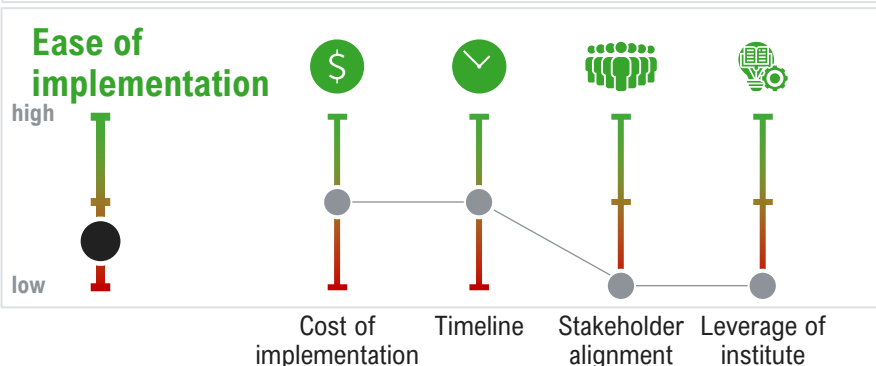 Ease of
implementation
$
high
low
Cost of
implementation
Timeline
Stakeholder
alignment
Leverage of
institute